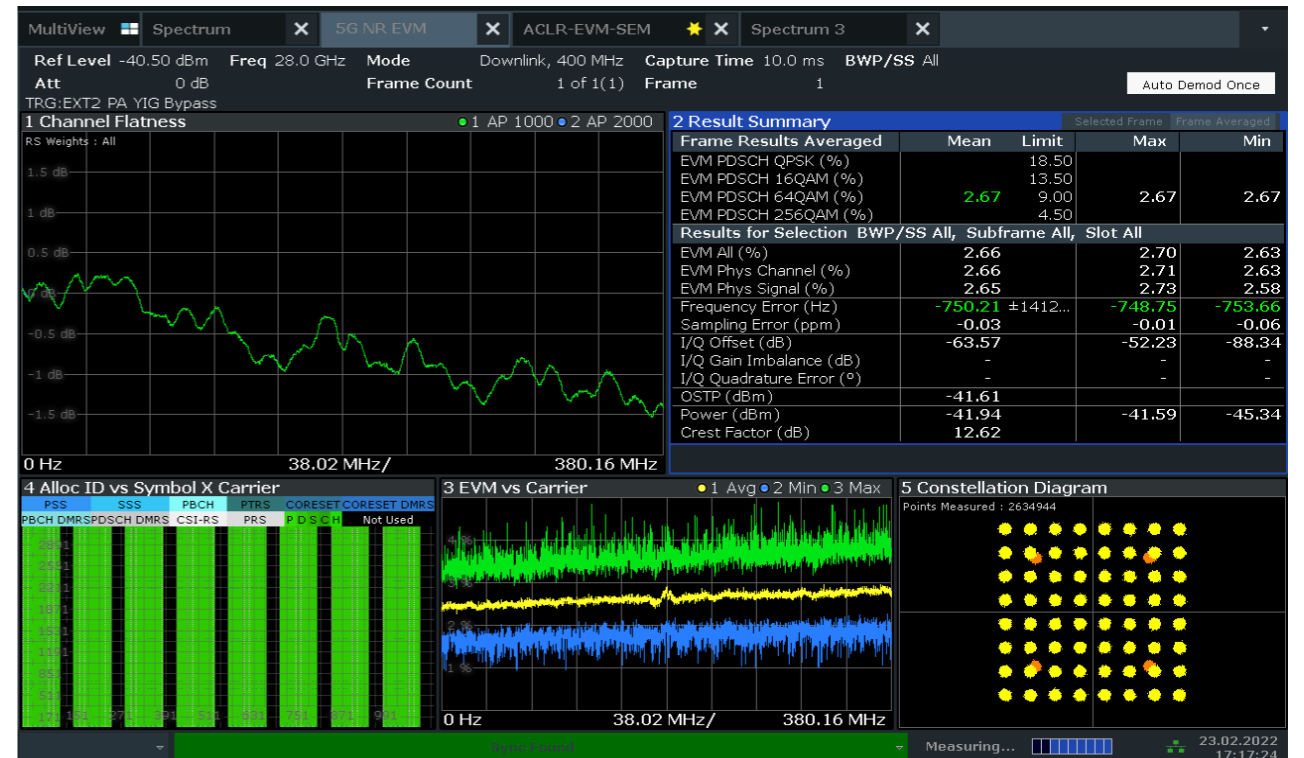 MultiView Spectrum ✕ 5G NR EVM ✕ ACLR-EVM-SEM ✕ Spectrum 3 ✕
Ref Level -40.50 dBm Freq 28.0 GHz Mode Downlink, 400 MHz Capture Time 10.0 ms BWP/SS All
Att 0 dB Frame Count 1 of 1(1) Frame 1
Auto Demod Once
TRG:EXT2 PA YIG Bypass
1 Channel Flatness 1 AP 1000 2 AP 2000
RS Weights : All
1.5 dB
1 dB
0.5 dB
0 dB
-0.5 dB
-1 dB
-1.5 dB
0 Hz 38.02 MHz/ 380.16 MHz
2 Result Summary Selected Frame Frame Averaged
Frame Results Averaged Mean Limit Max Min
EVM PDSCH QPSK (%) 18.50
EVM PDSCH 16QAM (%) 13.50
EVM PDSCH 64QAM (%) 2.67 9.00 2.67 2.67
EVM PDSCH 256QAM (%) 4.50
Results for Selection BWP/SS All, Subframe All, Slot All
EVM All (%) 2.66 2.70 2.63
EVM Phys Channel (%) 2.66 2.71 2.63
EVM Phys Signal (%) 2.65 2.73 2.58
Frequency Error (Hz) -750.21 ±1412... -748.75 -753.66
Sampling Error (ppm) -0.03 -0.01 -0.06
I/Q Offset (dB) -63.57 -52.23 -88.34
I/Q Gain Imbalance (dB) - - -
I/Q Quadrature Error (º) - - -
OSTP (dBm) -41.61
Power (dBm) -41.94 -41.59 -45.34
Crest Factor (dB) 12.62
4 Alloc ID vs Symbol X Carrier
PSS SSS PBCH PTRS CORESET CORESET DMRS
PBCH DMRS PDSCH DMRS CSI-RS PRS P D S C H Not Used
171 151 271 391 511 631 751 871 991
3 EVM vs Carrier 1 Avg 2 Min 3 Max
4 %
3 %
2 %
1 %
0 Hz 38.02 MHz/ 380.16 MHz
5 Constellation Diagram
Points Measured : 2634944
Sync Found
Measuring...
23.02.2022
17:17:24